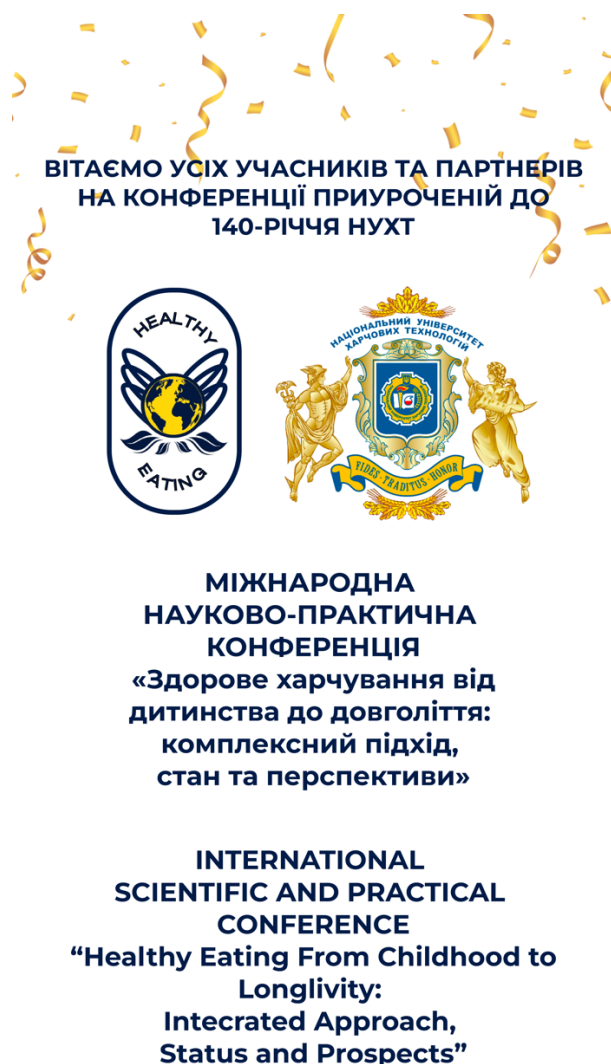 ВІТАЄМО УСІХ УЧАСНИКІВ ТА ПАРТНЕРІВ
НА КОНФЕРЕНЦІЇ ПРИУРОЧЕНІЙ ДО
140-РІЧЧЯ НУХТ
HEALTHY
EATING
НАЦІОНАЛЬНИЙ УНІВЕРСИТЕТ
ХАРЧОВИХ ТЕХНОЛОГІЙ
FIDES·TRADITUS·HONOR
МІЖНАРОДНА
НАУКОВО-ПРАКТИЧНА
КОНФЕРЕНЦІЯ
«Здорове харчування від
дитинства до довголіття:
комплексний підхід,
стан та перспективи»
INTERNATIONAL
SCIENTIFIC AND PRACTICAL
CONFERENCE
“Healthy Eating From Childhood to
Longlivity:
Intecrated Approach,
Status and Prospects”